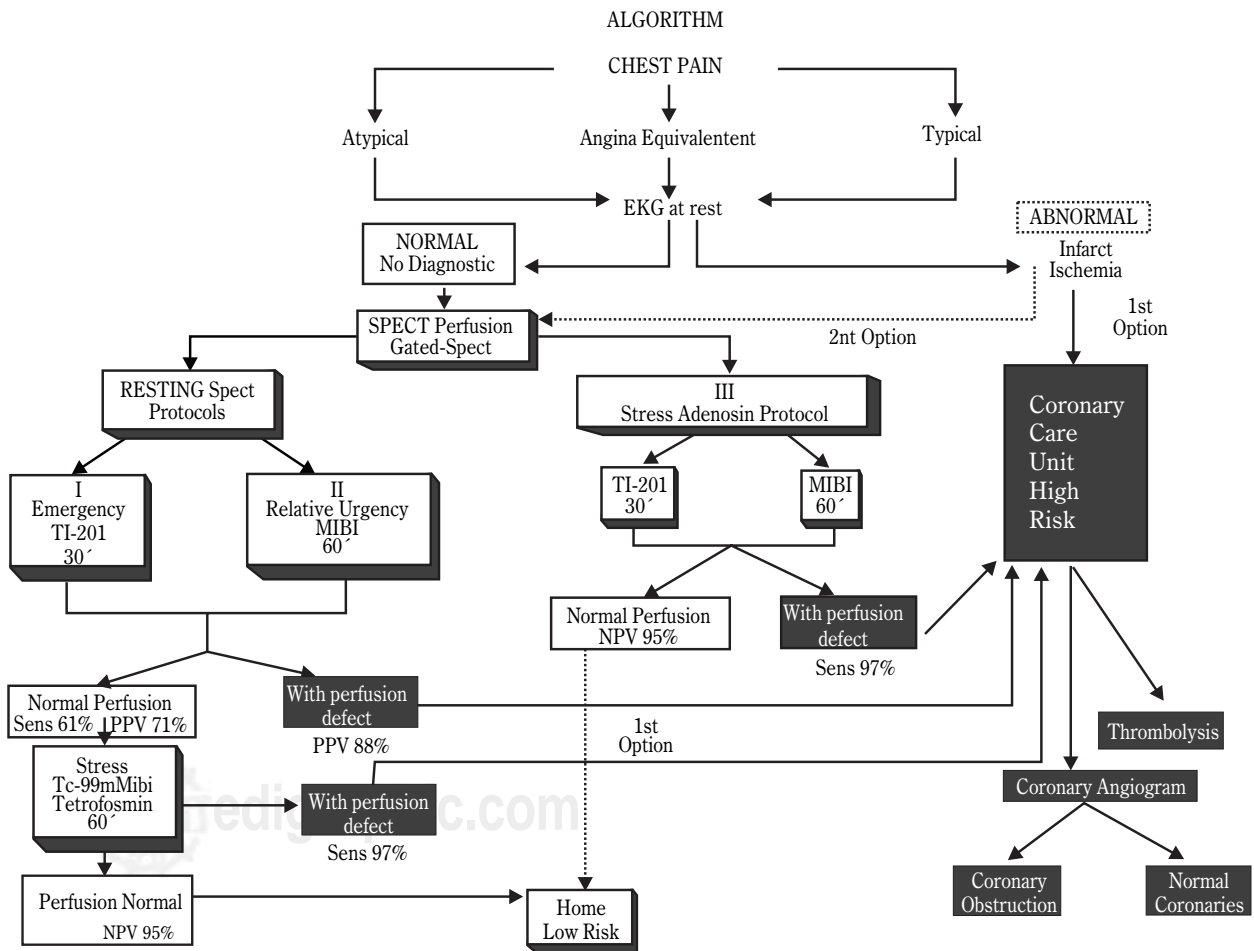 ALGORITHM
CHEST PAIN
Atypical
Angina Equivalentent
Typical
EKG at rest
ABNORMAL
Infarct
Ischemia
NORMAL
No Diagnostic
1st
Option
SPECT Perfusion
Gated-Spect
2nt Option
RESTING Spect
Protocols
III
Stress Adenosin Protocol
Coronary
Care
Unit
High
Risk
I
Emergency
TI-201
30´
II
Relative Urgency
MIBI
60´
TI-201
30´
MIBI
60´
Normal Perfusion
NPV 95%
With perfusion
defect
Sens 97%
Normal Perfusion
Sens 61% PPV 71%
With perfusion
defect
PPV 88%
1st
Option
Thrombolysis
Stress
Tc-99mMibi
Tetrofosmin
60´
With perfusion
defect
Sens 97%
Coronary Angiogram
Coronary
Obstruction
Normal
Coronaries
Perfusion Normal
NPV 95%
Home
Low Risk